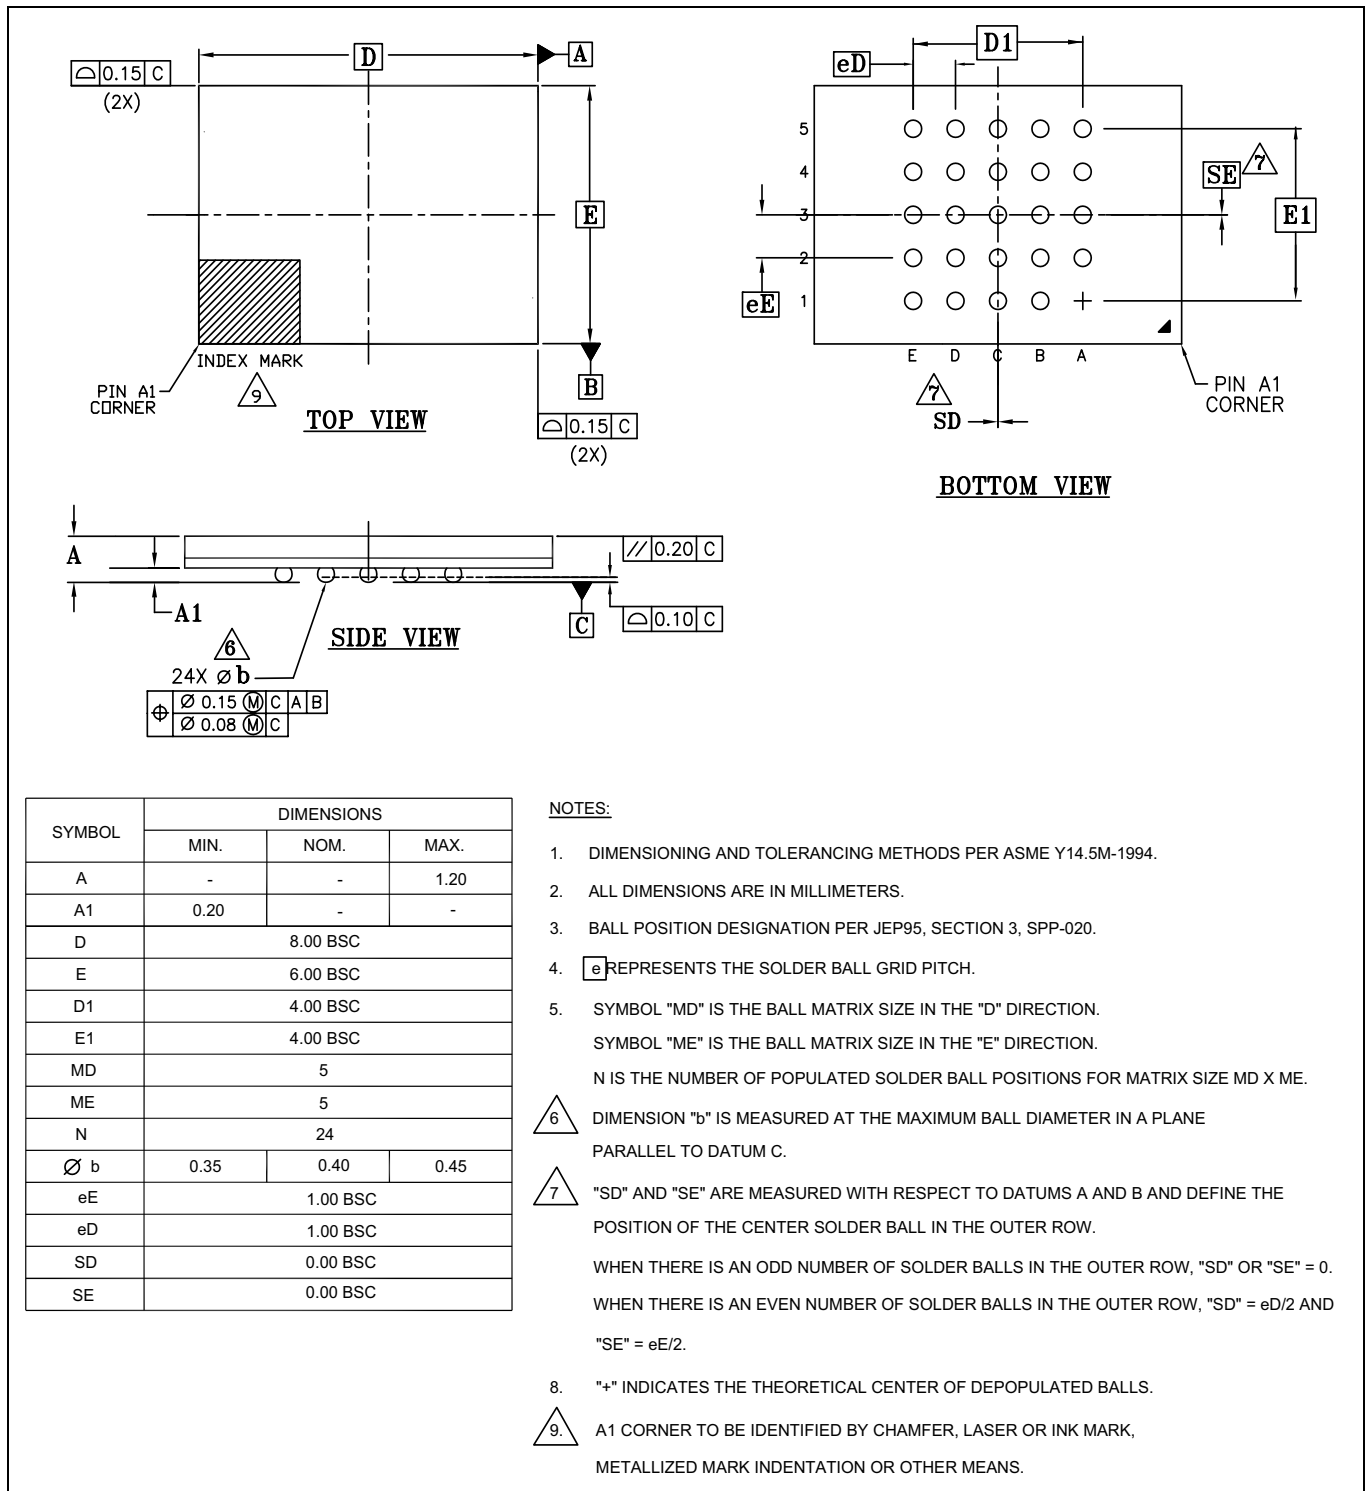 D
A
⌓ 0.15 C
(2X)
E
INDEX MARK
9
PIN A1
CORNER
B
TOP VIEW
⌓ 0.15 C
(2X)
D1
eD
5
4
3
2
1
7
SE
E1
eE
E D C B A
7
SD
PIN A1
CORNER
BOTTOM VIEW
A
A1
// 0.20 C
C
⌓ 0.10 C
SIDE VIEW
6
24X ⌀ b
⌖ ⌀ 0.15 Ⓜ C A B
⌀ 0.08 Ⓜ C
SYMBOL DIMENSIONS
MIN. NOM. MAX.
A - - 1.20
A1 0.20 - -
D 8.00 BSC
E 6.00 BSC
D1 4.00 BSC
E1 4.00 BSC
MD 5
ME 5
N 24
⌀ b 0.35 0.40 0.45
eE 1.00 BSC
eD 1.00 BSC
SD 0.00 BSC
SE 0.00 BSC
NOTES:
1. DIMENSIONING AND TOLERANCING METHODS PER ASME Y14.5M-1994.
2. ALL DIMENSIONS ARE IN MILLIMETERS.
3. BALL POSITION DESIGNATION PER JEP95, SECTION 3, SPP-020.
4. e REPRESENTS THE SOLDER BALL GRID PITCH.
5. SYMBOL "MD" IS THE BALL MATRIX SIZE IN THE "D" DIRECTION.
SYMBOL "ME" IS THE BALL MATRIX SIZE IN THE "E" DIRECTION.
N IS THE NUMBER OF POPULATED SOLDER BALL POSITIONS FOR MATRIX SIZE MD X ME.
6 DIMENSION "b" IS MEASURED AT THE MAXIMUM BALL DIAMETER IN A PLANE
PARALLEL TO DATUM C.
7 "SD" AND "SE" ARE MEASURED WITH RESPECT TO DATUMS A AND B AND DEFINE THE
POSITION OF THE CENTER SOLDER BALL IN THE OUTER ROW.
WHEN THERE IS AN ODD NUMBER OF SOLDER BALLS IN THE OUTER ROW, "SD" OR "SE" = 0.
WHEN THERE IS AN EVEN NUMBER OF SOLDER BALLS IN THE OUTER ROW, "SD" = eD/2 AND
"SE" = eE/2.
8. "+" INDICATES THE THEORETICAL CENTER OF DEPOPULATED BALLS.
9. A1 CORNER TO BE IDENTIFIED BY CHAMFER, LASER OR INK MARK,
METALLIZED MARK INDENTATION OR OTHER MEANS.